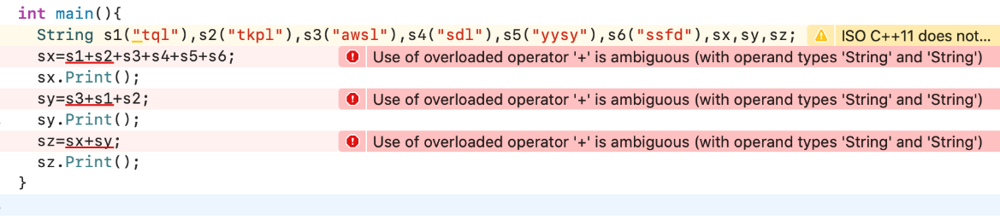 int main(){
String s1("tql"),s2("tkpl"),s3("awsl"),s4("sdl"),s5("yysy"),s6("ssfd"),sx,sy,sz; ISO C++11 does not...
sx=s1+s2+s3+s4+s5+s6; Use of overloaded operator '+' is ambiguous (with operand types 'String' and 'String')
sx.Print();
sy=s3+s1+s2; Use of overloaded operator '+' is ambiguous (with operand types 'String' and 'String')
sy.Print();
sz=sx+sy; Use of overloaded operator '+' is ambiguous (with operand types 'String' and 'String')
sz.Print();
}